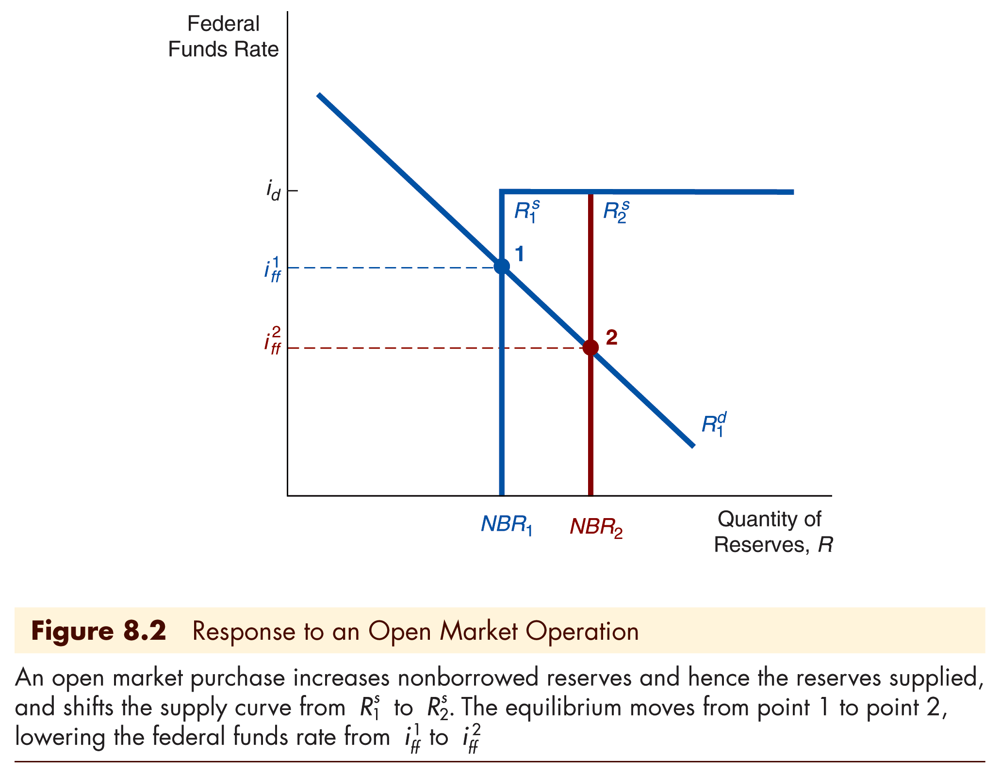 Federal
Funds Rate
i_d
R_1^s
R_2^s
1
i_ff^1
2
i_ff^2
R_1^d
NBR_1
NBR_2
Quantity of
Reserves, R
Figure 8.2 Response to an Open Market Operation
An open market purchase increases nonborrowed reserves and hence the reserves supplied,
and shifts the supply curve from R_1^s to R_2^s. The equilibrium moves from point 1 to point 2,
lowering the federal funds rate from i_ff^1 to i_ff^2